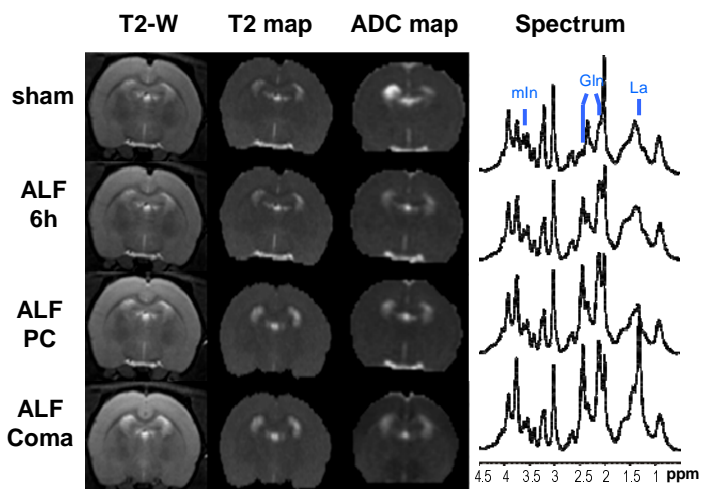 T2-W T2 map ADC map Spectrum
sham
mIn Gln La
ALF
6h
ALF
PC
ALF
Coma
4.5 4 3.5 3 2.5 2 1.5 1 ppm